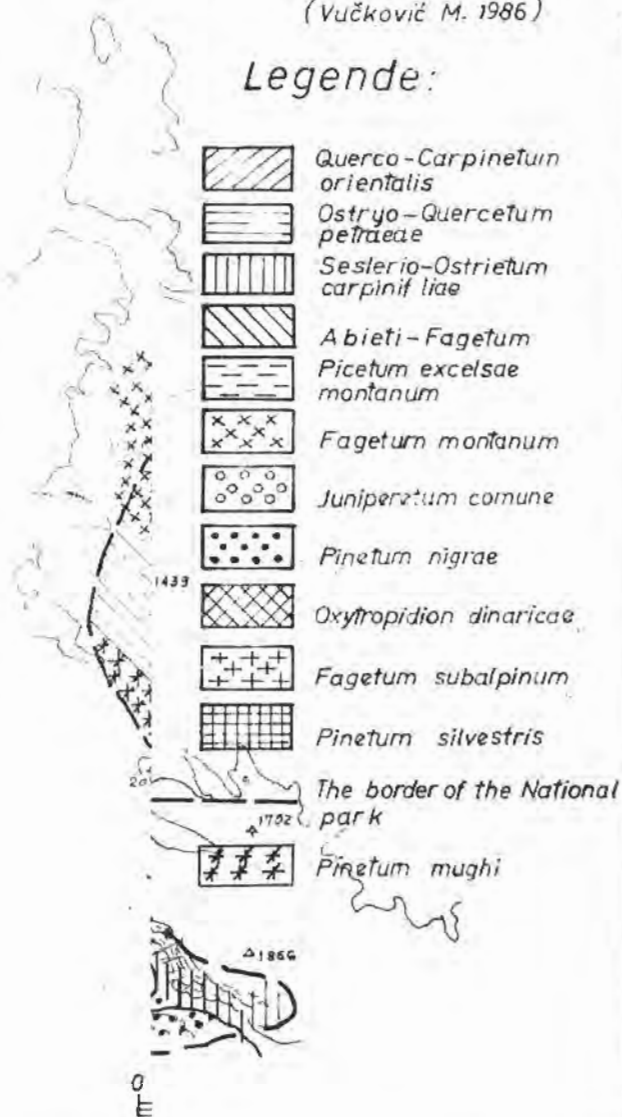 (Vučković M. 1986)
Legende:
Querco-Carpinetum
orientalis
Ostryo-Quercetum
petraeae
Seslerio-Ostrietum
carpinif liae
Abieti-Fagetum
Picetum excelsae
montanum
Fagetum montanum
Juniperetum comune
Pinetum nigrae
1439
Oxytropidion dinaricae
Fagetum subalpinum
Pinetum silvestris
The border of the National
park
1702
Pinetum mughi
1866
0